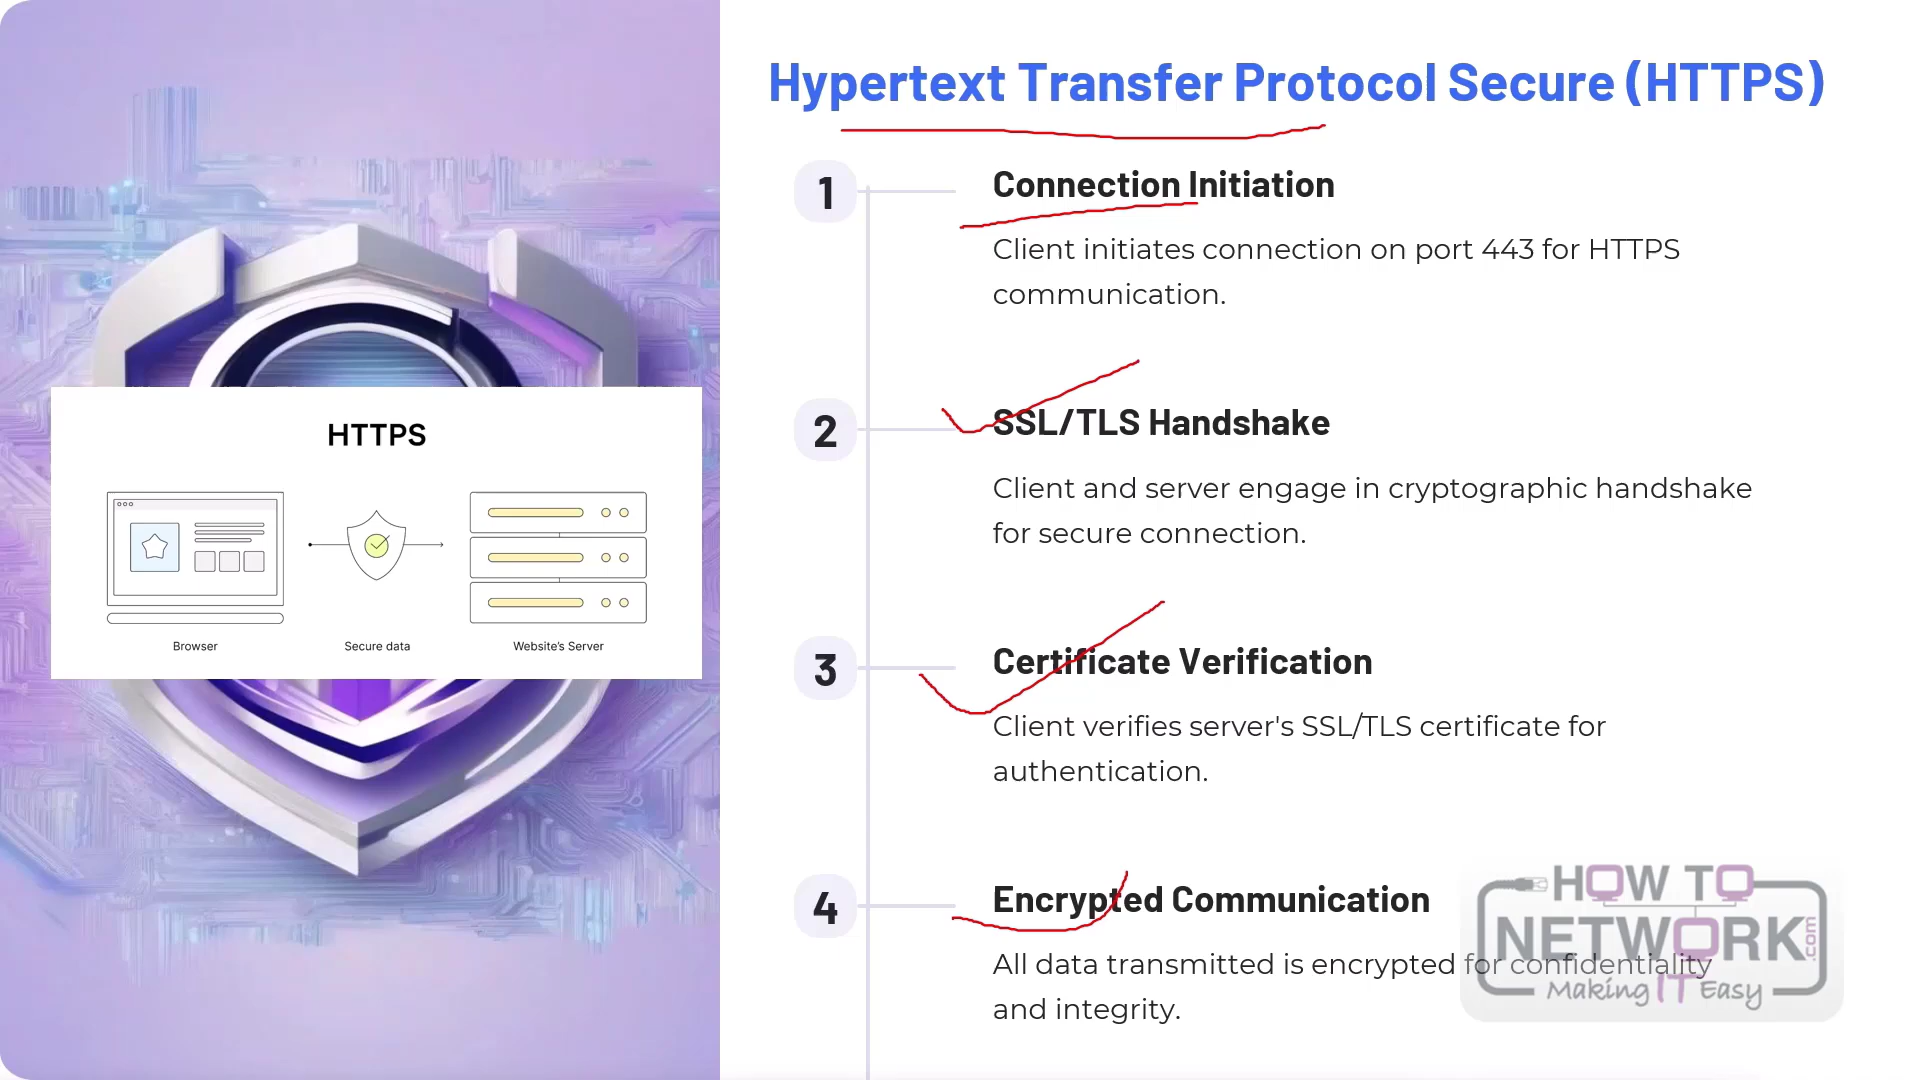 Hypertext Transfer Protocol Secure (HTTPS)
1
Connection Initiation
Client initiates connection on port 443 for HTTPS
communication.
2
SSL/TLS Handshake
Client and server engage in cryptographic handshake
for secure connection.
3
Certificate Verification
Client verifies server's SSL/TLS certificate for
authentication.
4
Encrypted Communication
All data transmitted is encrypted for confidentiality
and integrity.
HTTPS
Browser
Secure data
Website's Server
HOW TO
NETWORK.com
Making IT Easy